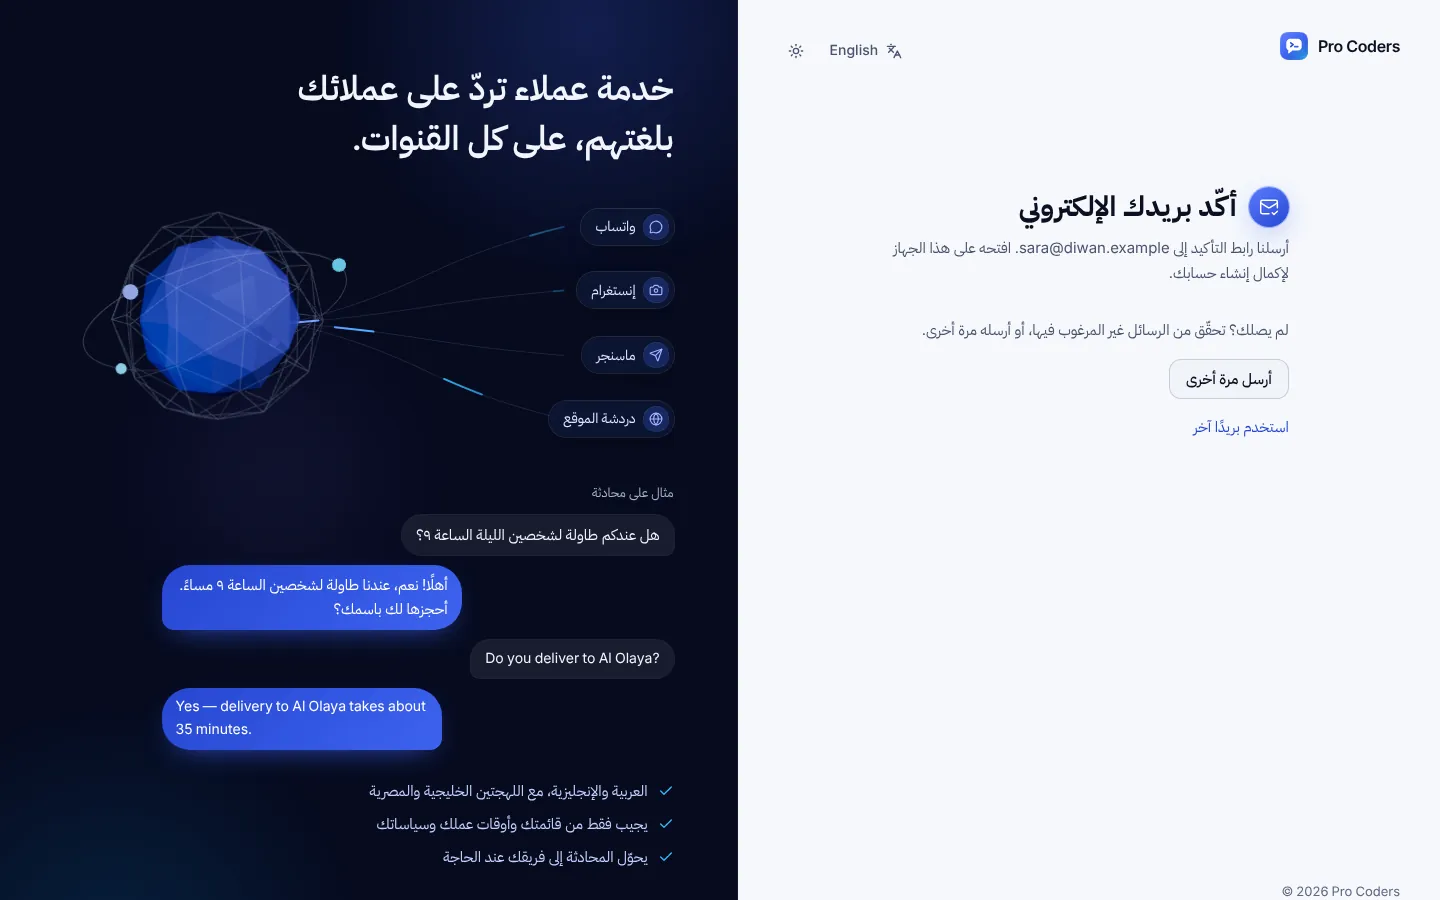 Pro Coders
English
أكّد بريدك الإلكتروني
أرسلنا رابط التأكيد إلى sara@diwan.example. افتحه على هذا الجهاز
لإكمال إنشاء حسابك.
لم يصلك؟ تحقّق من الرسائل غير المرغوب فيها، أو أرسله مرة أخرى.
أرسل مرة أخرى
استخدم بريدًا آخر
© 2026 Pro Coders
خدمة عملاء تردّ على عملائك
بلغتهم، على كل القنوات.
واتساب
إنستغرام
ماسنجر
دردشة الموقع
مثال على محادثة
هل عندكم طاولة لشخصين الليلة الساعة ٩؟
أهلًا! نعم، عندنا طاولة لشخصين الساعة ٩ مساءً.
أحجزها لك باسمك؟
Do you deliver to Al Olaya?
Yes — delivery to Al Olaya takes about
35 minutes.
العربية والإنجليزية، مع اللهجتين الخليجية والمصرية
يجيب فقط من قائمتك وأوقات عملك وسياساتك
يحوّل المحادثة إلى فريقك عند الحاجة